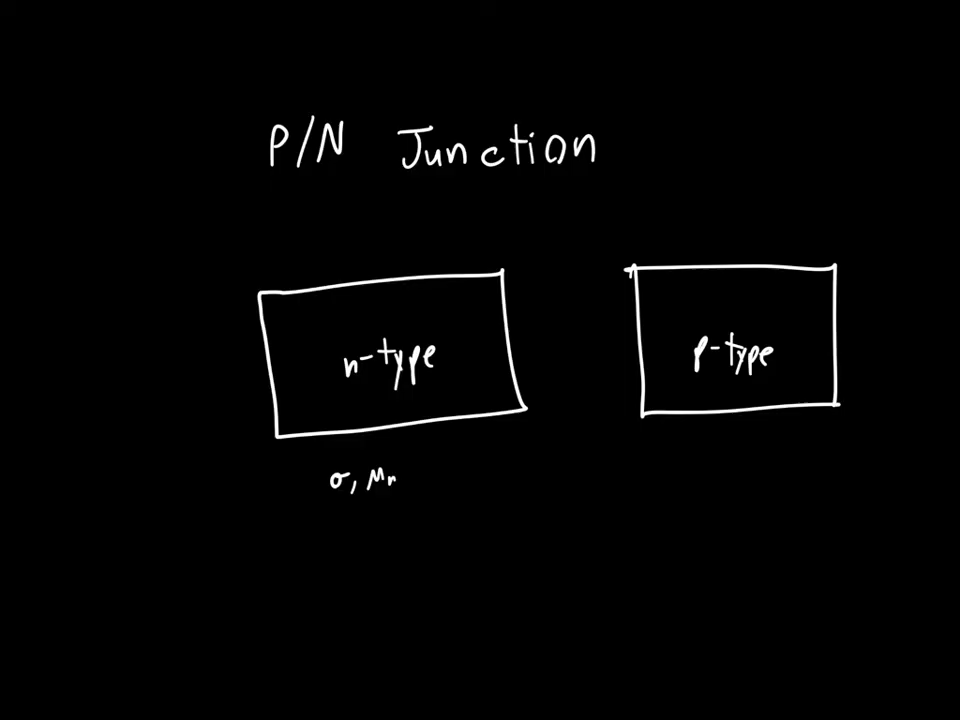 P/N Junction
n-type
p-type
σ, μn